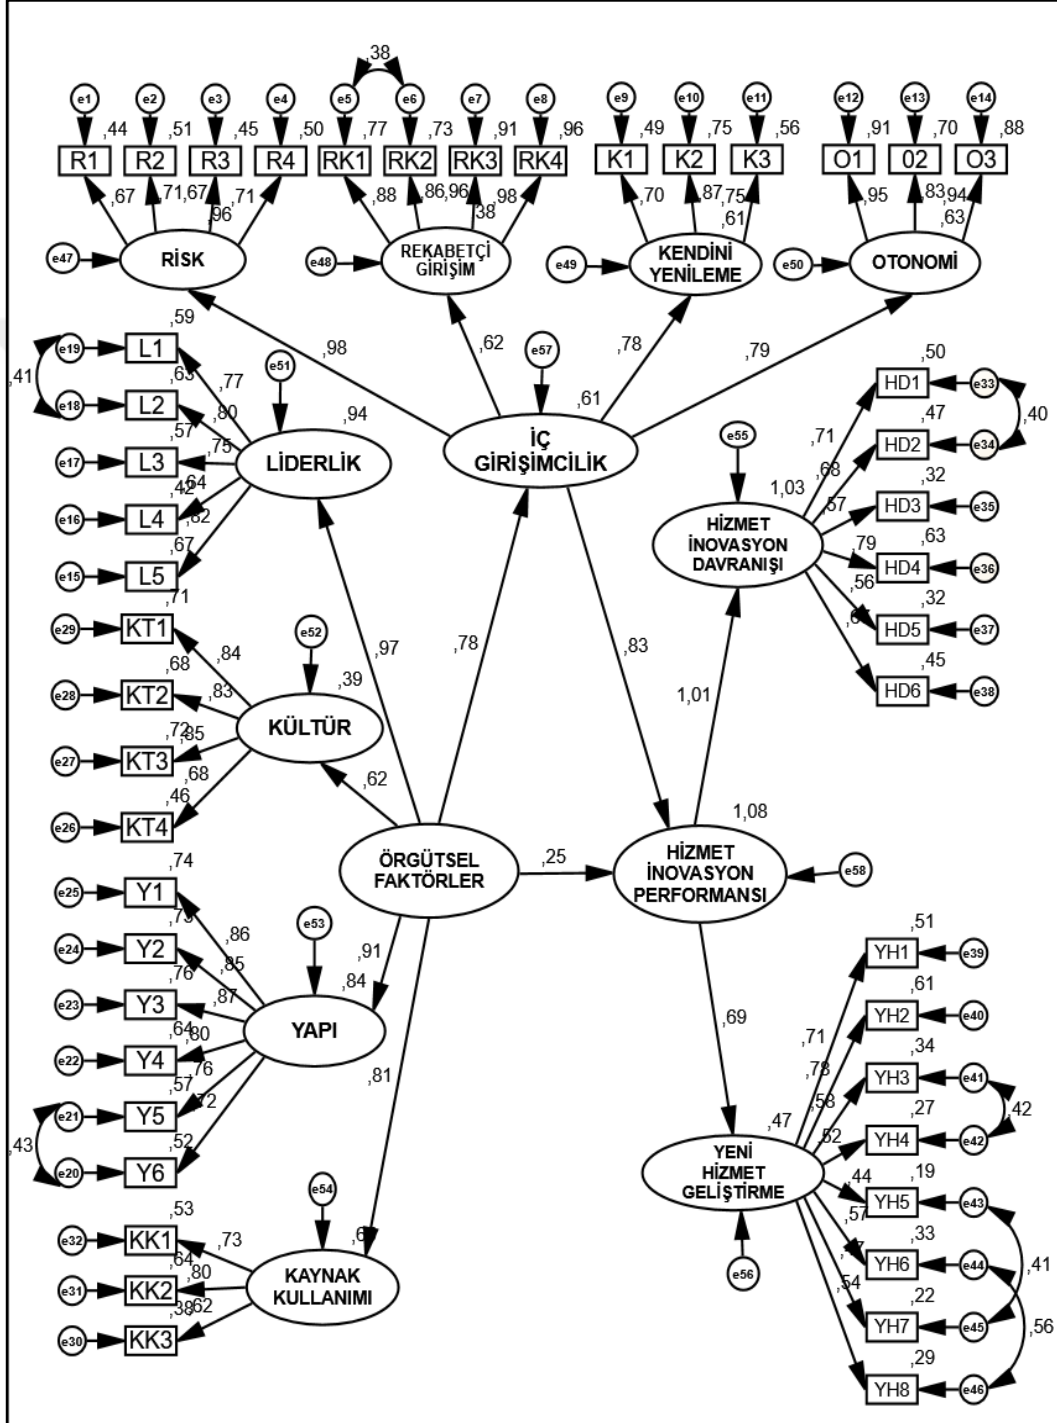 ,38
e1 e2 e3 e4 e5 e6 e7 e8 e9 e10 e11 e12 e13 e14
,44 ,51 ,45 ,50 ,77 ,73 ,91 ,96 ,49 ,75 ,56 ,91 ,70 ,88
R1 R2 R3 R4 RK1 RK2 RK3 RK4 K1 K2 K3 O1 02 O3
,67 ,71 ,67 ,71 ,88 ,86 ,96 ,98 ,70 ,87 ,75 ,95 ,83 ,94
,96 ,38 ,61 ,63
e47 RİSK
e48 REKABETÇİ
GİRİŞİM
e49 KENDİNİ
YENİLEME
e50 OTONOMİ
,98 ,62 ,78 ,79
e57 ,61
İÇ
GİRİŞİMCİLİK
,41
e19 L1 ,59 ,77
e18 L2 ,63 ,80
e17 L3 ,57 ,75
e16 L4 ,42 ,64
e15 L5 ,67 ,82
e51 ,94
LİDERLİK
e29 KT1 ,71 ,84
e28 KT2 ,68 ,83
e27 KT3 ,72 ,85
e26 KT4 ,46 ,68
e52 ,39
KÜLTÜR
,97 ,62 ,78 ,83
e55 1,03
HİZMET
İNOVASYON
DAVRANIŞI
,71 HD1 ,50 e33
,68 HD2 ,47 e34
,40
,57 HD3 ,32 e35
,79 HD4 ,63 e36
,56 HD5 ,32 e37
HD6 ,45 e38
1,01
ÖRGÜTSEL
FAKTÖRLER
,25
1,08
HİZMET
İNOVASYON
PERFORMANSI
e58
e25 Y1 ,74 ,86
e24 Y2 ,85
e23 Y3 ,76 ,87
e22 Y4 ,64 ,80
e21 Y5 ,57 ,76
e20 Y6 ,52 ,72
,43
e53 ,84
YAPI
,91 ,81 ,69
e32 KK1 ,53 ,73
e31 KK2 ,64 ,80
e30 KK3 ,38 ,62
e54
KAYNAK
KULLANIMI
,47
YENİ
HİZMET
GELİŞTİRME
e56
,71 YH1 ,51 e39
,78 YH2 ,61 e40
,58 YH3 ,34 e41
,52 YH4 ,27 e42
,42
,44 YH5 ,19 e43
,57 YH6 ,33 e44
YH7 ,22 e45
,54 YH8 ,29 e46
,41
,56